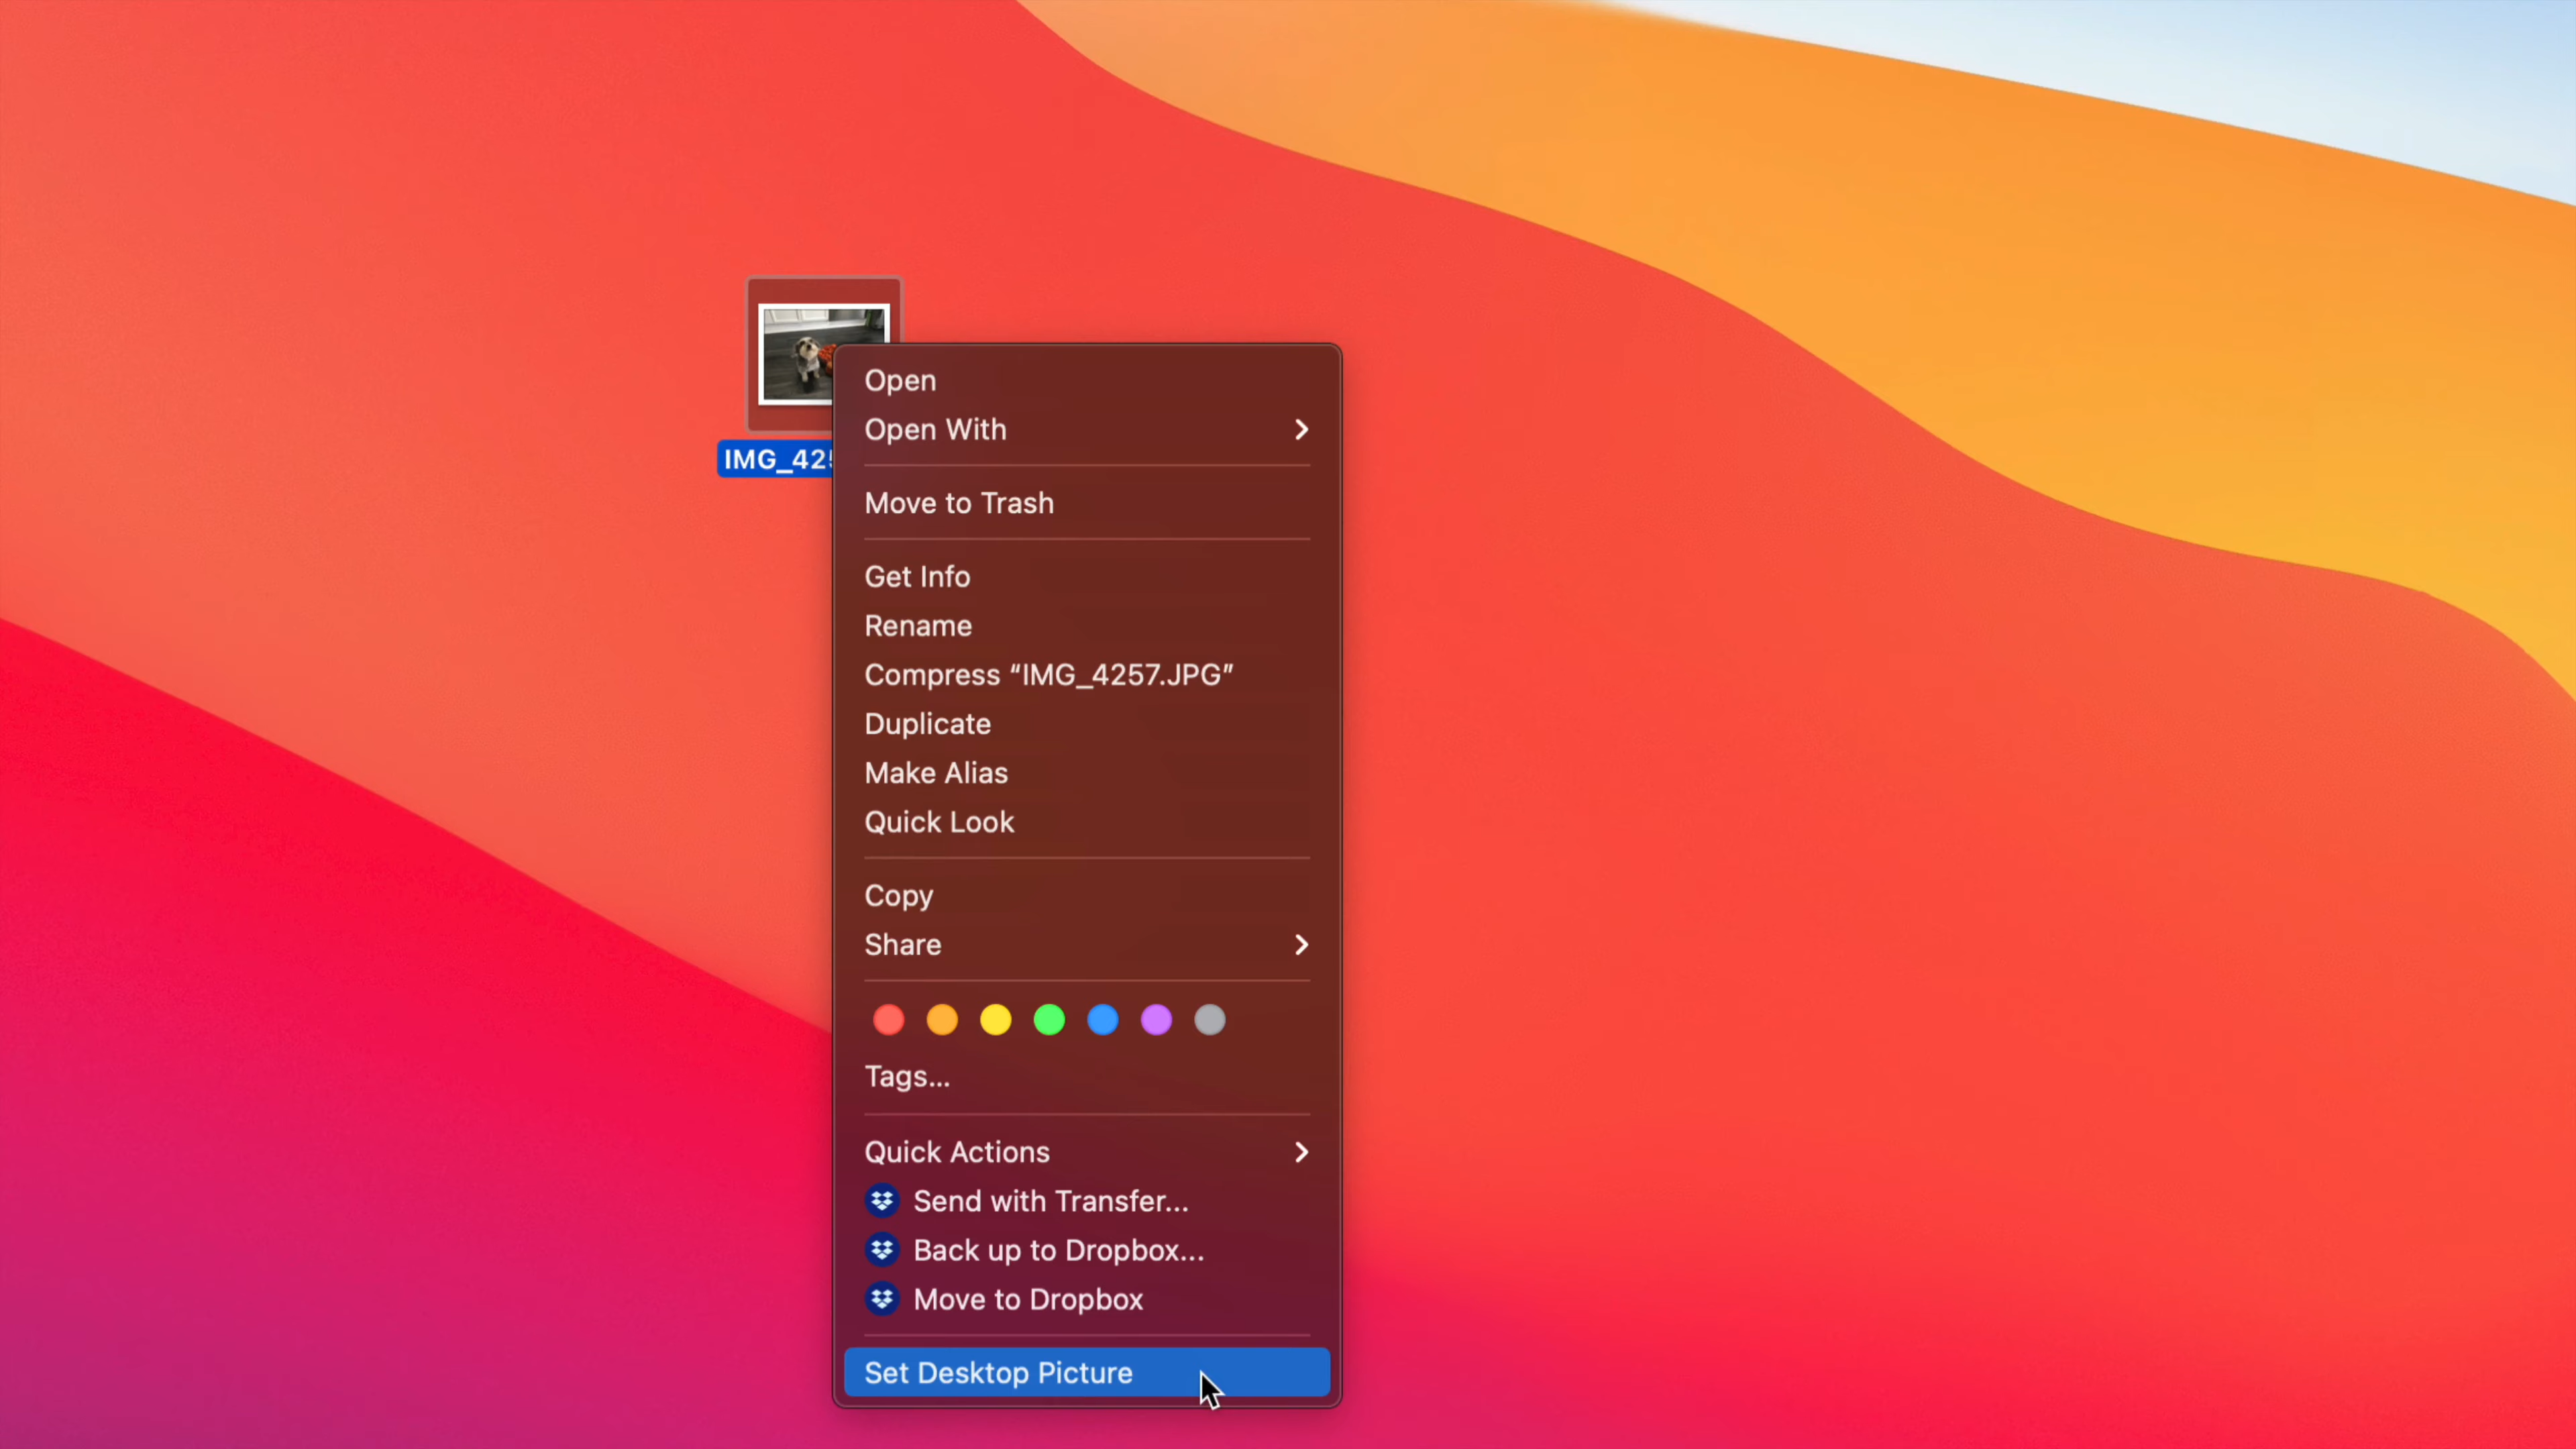 IMG_425
Open
Open With
Move to Trash
Get Info
Rename
Compress “IMG_4257.JPG”
Duplicate
Make Alias
Quick Look
Copy
Share
Tags...
Quick Actions
Send with Transfer...
Back up to Dropbox...
Move to Dropbox
Set Desktop Picture